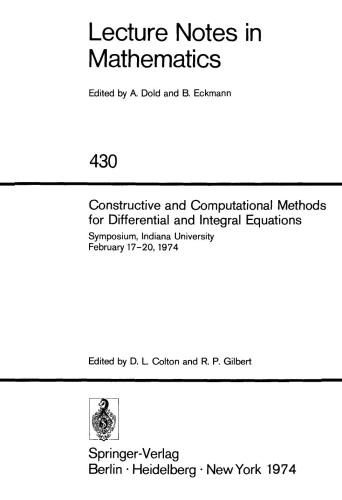 Lecture Notes in
Mathematics
Edited by A. Dold and B. Eckmann
430
Constructive and Computational Methods
for Differential and Integral Equations
Symposium, Indiana University
February 17–20, 1974
Edited by D. L. Colton and R. P. Gilbert
Springer-Verlag
Berlin · Heidelberg · New York 1974